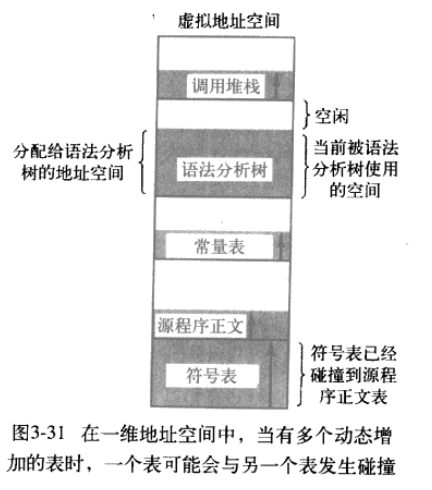 虚拟地址空间
调用堆栈
空闲
分配给语法分析
树的地址空间
语法分析树
当前被语法
分析树使用
的空间
常量表
源程序正文
符号表
符号表已经
碰撞到源程
序正文表
图3-31 在一维地址空间中，当有多个动态增
加的表时，一个表可能会与另一个表发生碰撞